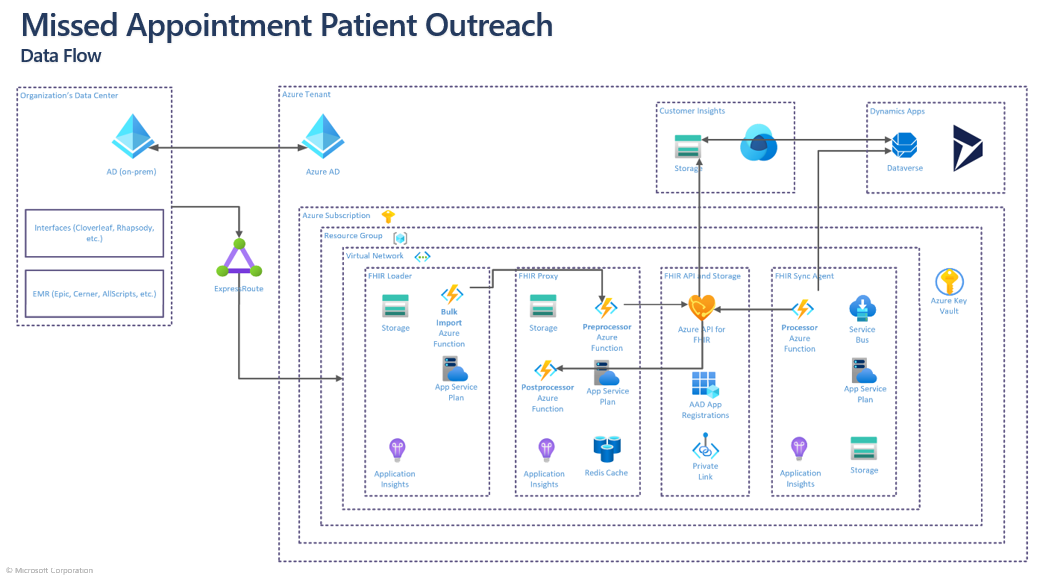 Missed Appointment Patient Outreach
Data Flow
Organization's Data Center
AD (on-prem)
Interfaces (Cloverleaf, Rhapsody,
etc.)
EMR (Epic, Cerner, AllScripts, etc.)
ExpressRoute
Azure Tenant
Azure AD
Customer Insights
Storage
Dynamics Apps
Dataverse
Azure Subscription
Resource Group
Virtual Network
FHIR Loader
Storage
Bulk
Import
Azure
Function
App Service
Plan
Application
Insights
FHIR Proxy
Storage
Preprocessor
Azure
Function
Postprocessor
Azure
Function
App Service
Plan
Application
Insights
Redis Cache
FHIR API and Storage
Azure API for
FHIR
AAD App
Registrations
Private
Link
FHIR Sync Agent
Processor
Azure
Function
Service
Bus
App Service
Plan
Application
Insights
Storage
Azure Key
Vault
© Microsoft Corporation